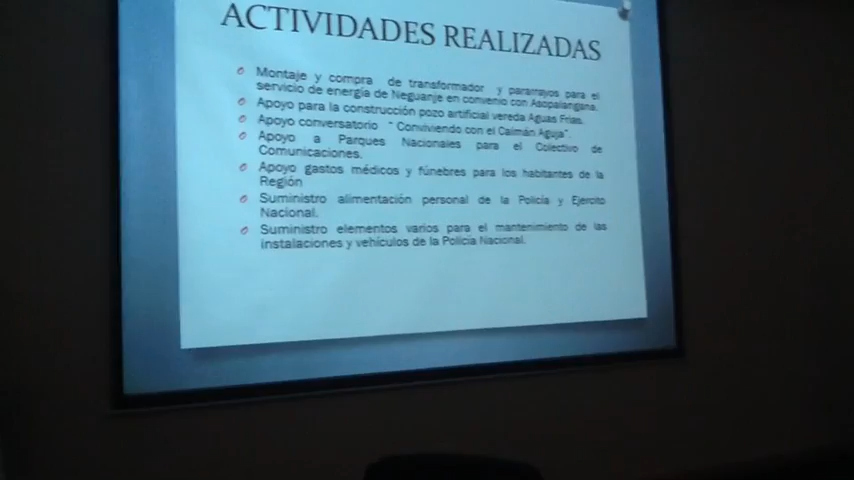 ACTIVIDADES REALIZADAS
Montaje y compra de transformador y pararrayos para el
servicio de energía de Neguanje en convenio con Asopalangana.
Apoyo para la construcción pozo artificial vereda Aguas Frias.
Apoyo conversatorio " Conviviendo con el Caimán Aguja".
Apoyo a Parques Nacionales para el Colectivo de
Comunicaciones.
Apoyo gastos médicos y fúnebres para los habitantes de la
Región
Suministro alimentación personal de la Policía y Ejercito
Nacional.
Suministro elementos varios para el mantenimiento de las
instalaciones y vehículos de la Policía Nacional.